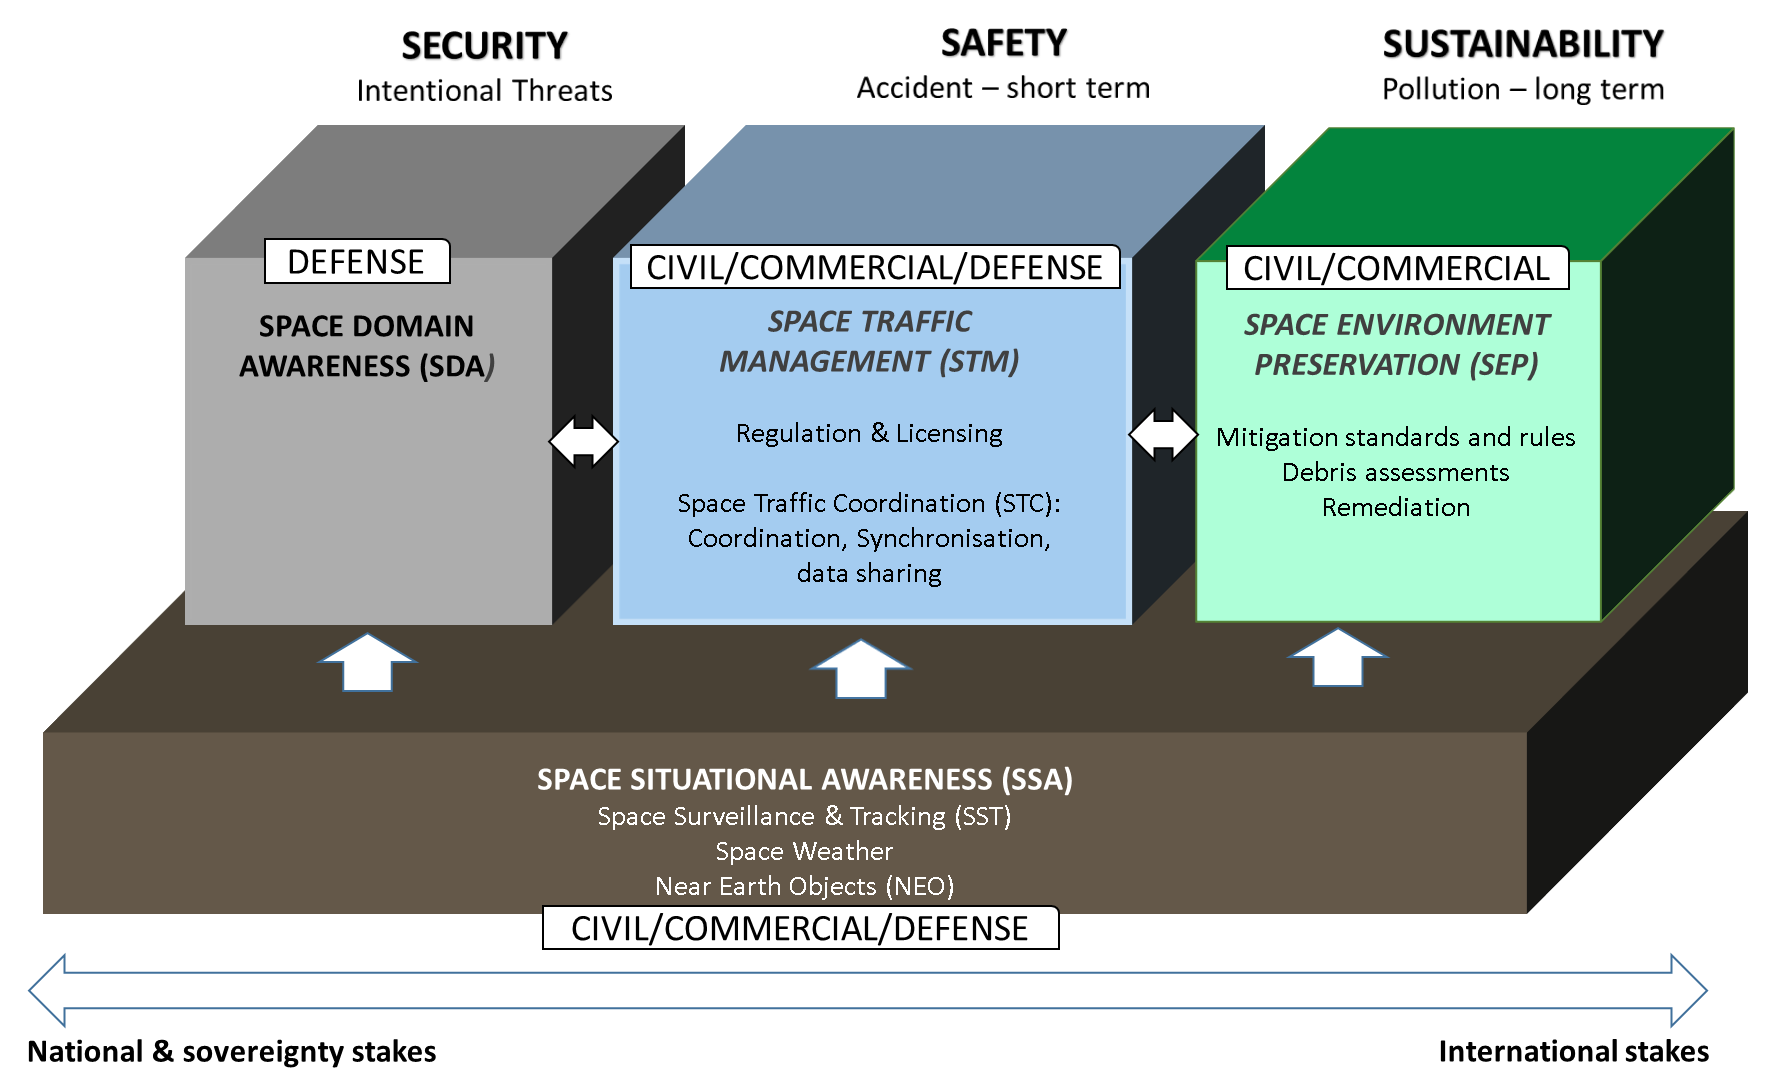 SECURITY
Intentional Threats
SAFETY
Accident – short term
SUSTAINABILITY
Pollution – long term
DEFENSE
SPACE DOMAIN
AWARENESS (SDA)
CIVIL/COMMERCIAL/DEFENSE
SPACE TRAFFIC
MANAGEMENT (STM)
Regulation & Licensing
Space Traffic Coordination (STC):
Coordination, Synchronisation,
data sharing
CIVIL/COMMERCIAL
SPACE ENVIRONMENT
PRESERVATION (SEP)
Mitigation standards and rules
Debris assessments
Remediation
SPACE SITUATIONAL AWARENESS (SSA)
Space Surveillance & Tracking (SST)
Space Weather
Near Earth Objects (NEO)
CIVIL/COMMERCIAL/DEFENSE
National & sovereignty stakes
International stakes